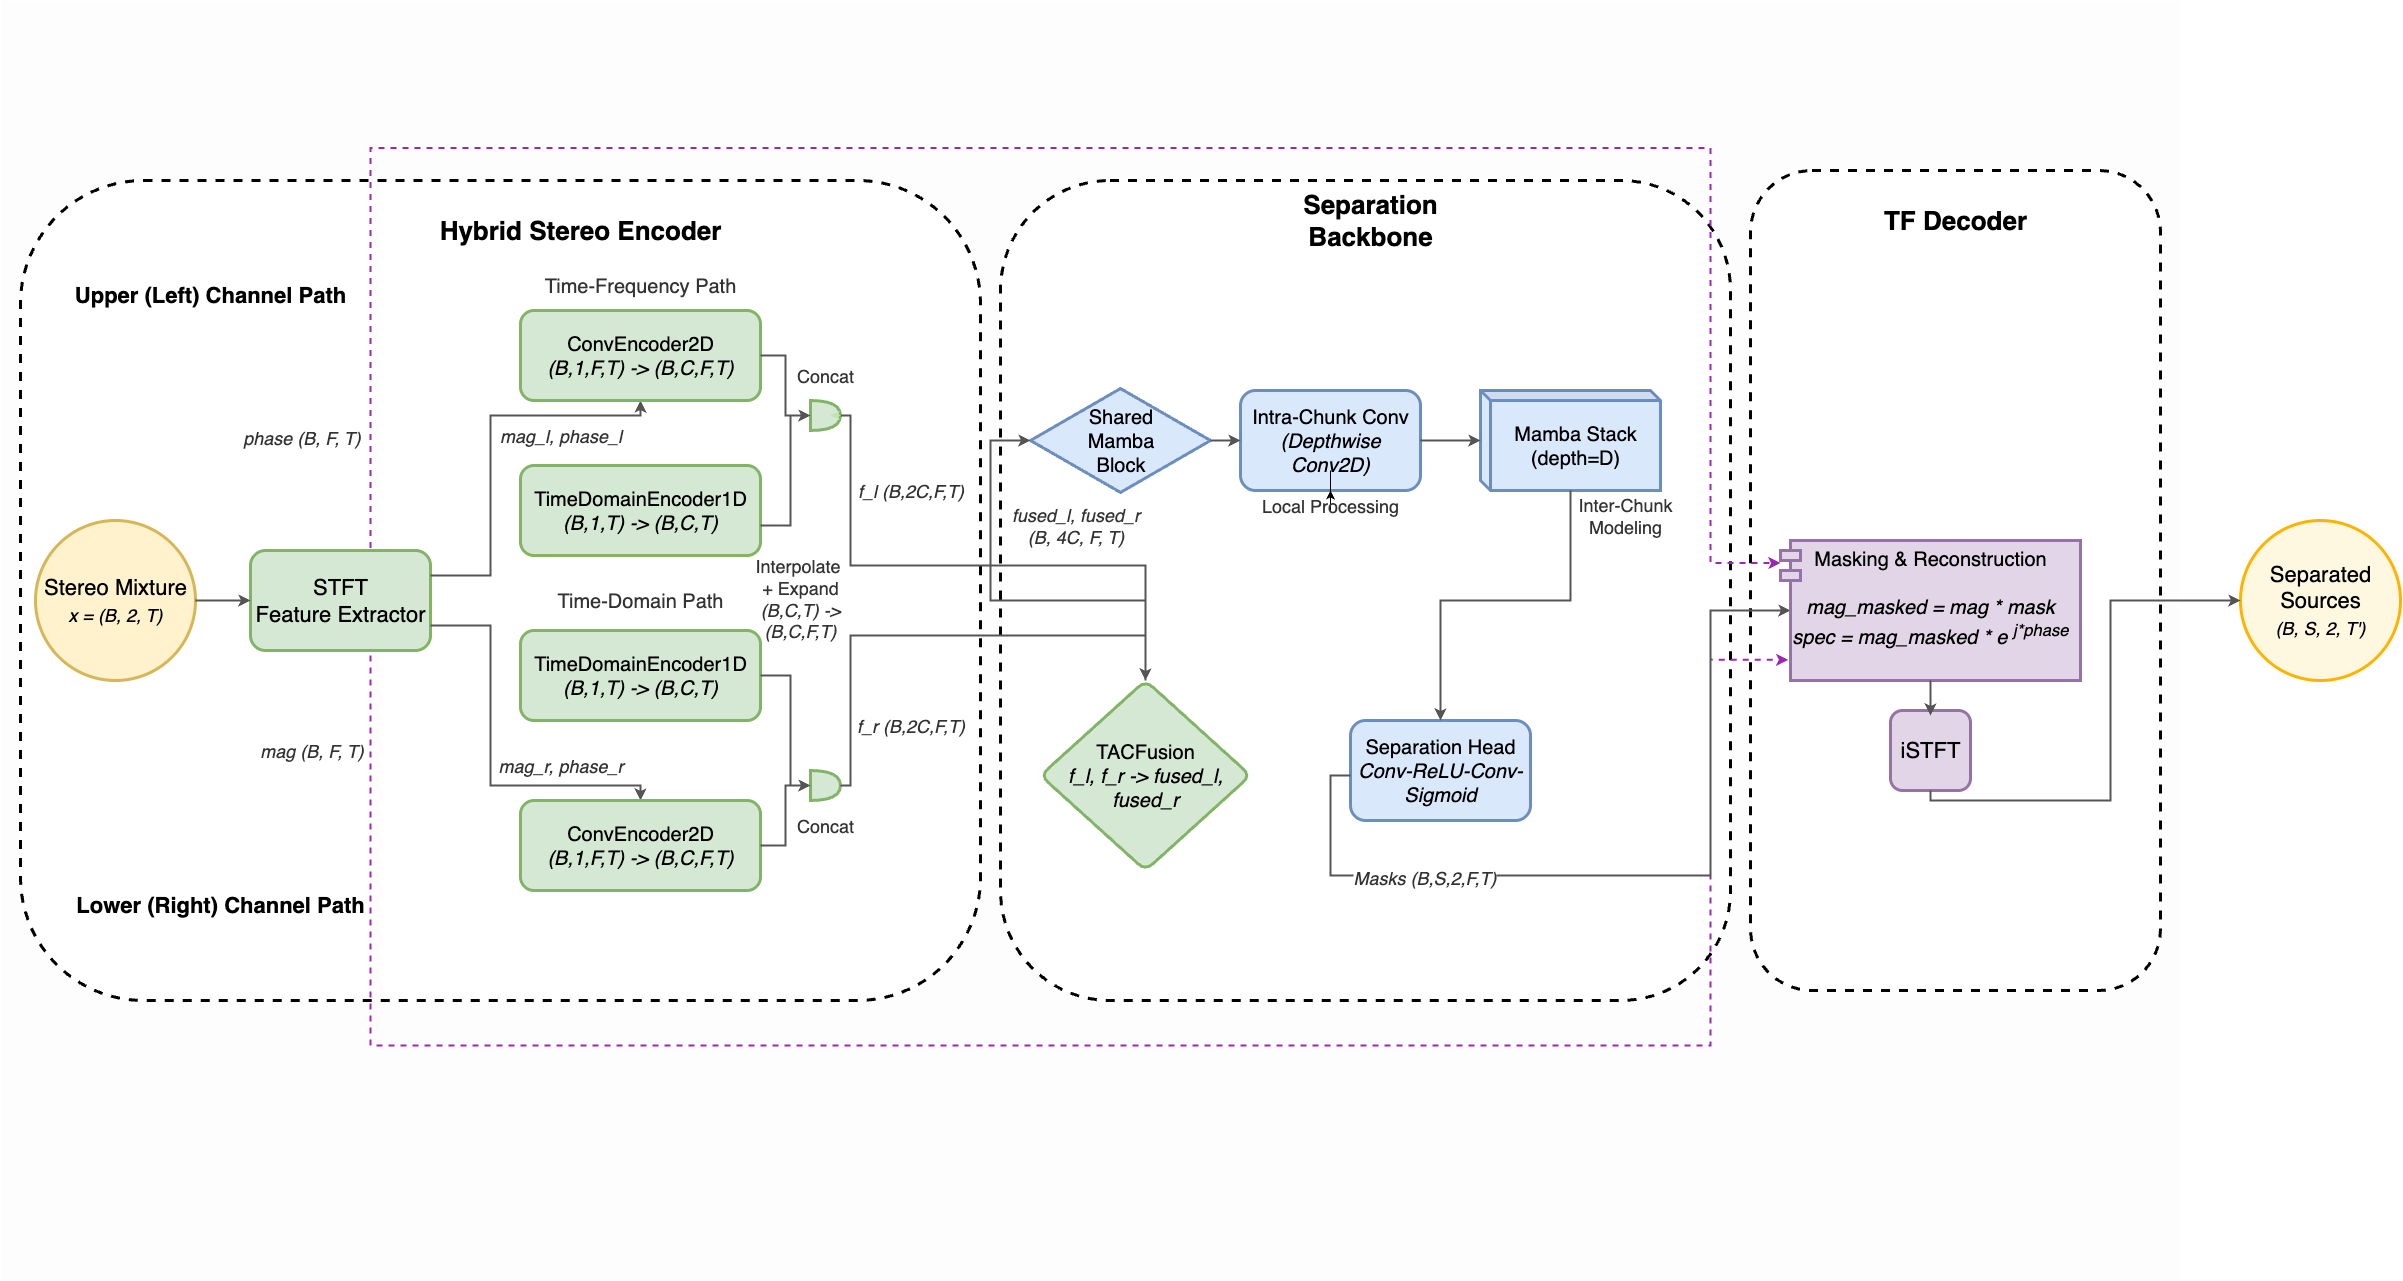 Hybrid Stereo Encoder
Upper (Left) Channel Path
Time-Frequency Path
ConvEncoder2D
(B,1,F,T) -> (B,C,F,T)
Concat
phase (B, F, T)
mag_l, phase_l
TimeDomainEncoder1D
(B,1,T) -> (B,C,T)
f_l (B,2C,F,T)
Stereo Mixture
x = (B, 2, T)
STFT
Feature Extractor
Interpolate
+ Expand
(B,C,T) ->
(B,C,F,T)
Time-Domain Path
TimeDomainEncoder1D
(B,1,T) -> (B,C,T)
f_r (B,2C,F,T)
mag (B, F, T)
mag_r, phase_r
ConvEncoder2D
(B,1,F,T) -> (B,C,F,T)
Concat
Lower (Right) Channel Path
Separation
Backbone
Shared
Mamba
Block
Intra-Chunk Conv
(Depthwise
Conv2D)
Local Processing
Mamba Stack
(depth=D)
Inter-Chunk
Modeling
fused_l, fused_r
(B, 4C, F, T)
TACFusion
f_l, f_r -> fused_l,
fused_r
Separation Head
Conv-ReLU-Conv-
Sigmoid
Masks (B,S,2,F,T)
TF Decoder
Masking & Reconstruction
mag_masked = mag * mask
spec = mag_masked * e j*phase
iSTFT
Separated
Sources
(B, S, 2, T')